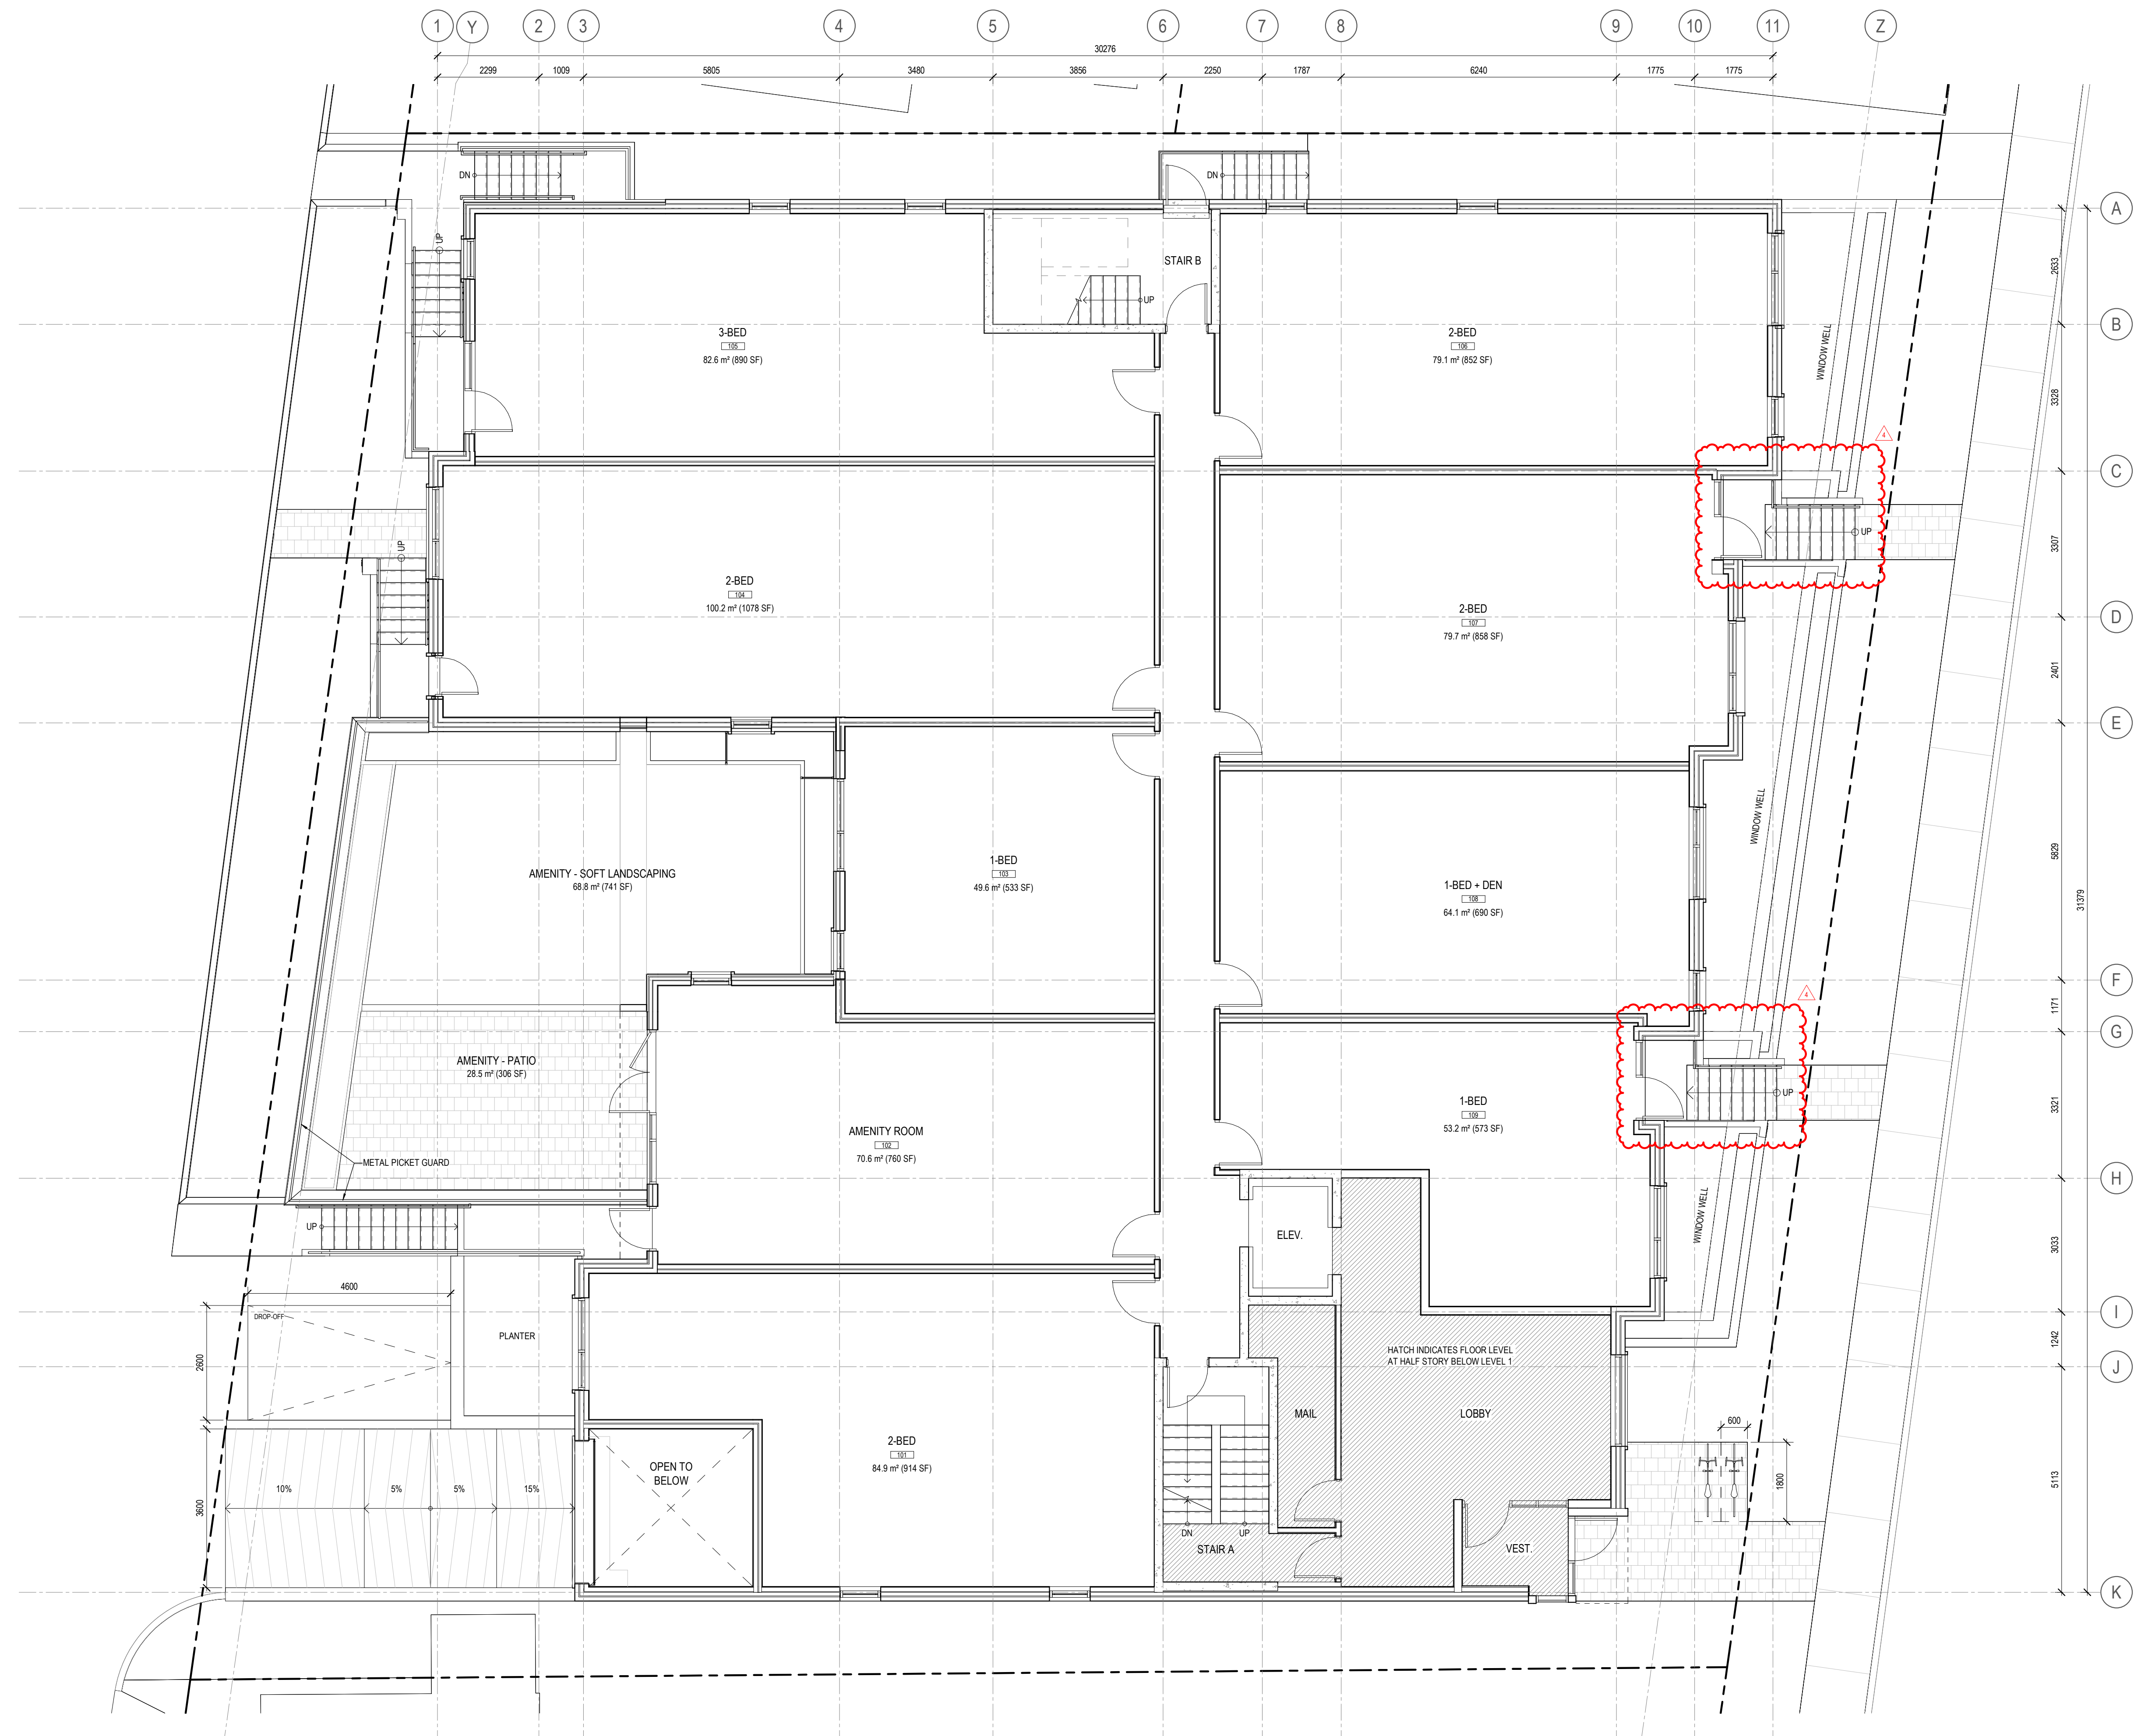 1 Y 2 3 4 5 6 7 8 9 10 11 Z
30276
2299 1009 5805 3480 3856 2250 1787 6240 1775 1775
DN
DN
A
UP
STAIR B
2633
UP
B
3-BED
105
82.6 m² (890 SF)
2-BED
106
79.1 m² (852 SF)
WINDOW WELL
3328
4
C
UP
UP
3307
2-BED
104
100.2 m² (1078 SF)
2-BED
107
79.7 m² (858 SF)
D
2401
E
WINDOW WELL
AMENITY - SOFT LANDSCAPING
68.8 m² (741 SF)
1-BED
103
49.6 m² (533 SF)
1-BED + DEN
108
64.1 m² (690 SF)
5829
31379
F
4
1171
G
AMENITY - PATIO
28.5 m² (306 SF)
UP
1-BED
109
53.2 m² (573 SF)
3321
AMENITY ROOM
102
70.6 m² (760 SF)
METAL PICKET GUARD
H
WINDOW WELL
UP
ELEV.
3033
4600
DROP-OFF
I
PLANTER
2600
HATCH INDICATES FLOOR LEVEL
AT HALF STORY BELOW LEVEL 1
1242
J
MAIL
LOBBY
600
2-BED
101
84.9 m² (914 SF)
OPEN TO
BELOW
1800
5113
10% 5% 5% 15%
3600
DN UP
STAIR A
VEST.
K